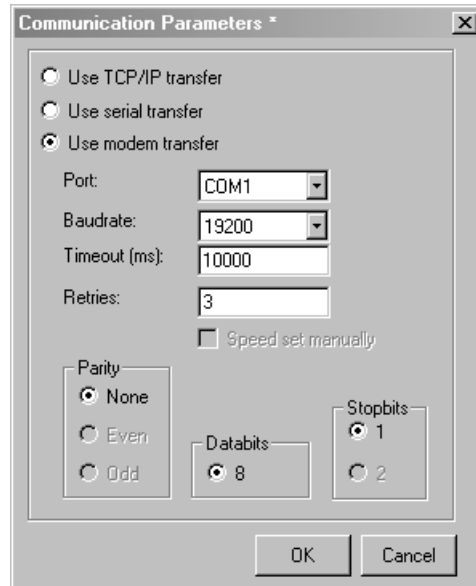 Communication Parameters *
Use TCP/IP transfer
Use serial transfer
Use modem transfer
Port: COM1
Baudrate: 19200
Timeout (ms): 10000
Retries: 3
Speed set manually
Parity
None
Even
Odd
Databits
8
Stopbits
1
2
OK Cancel